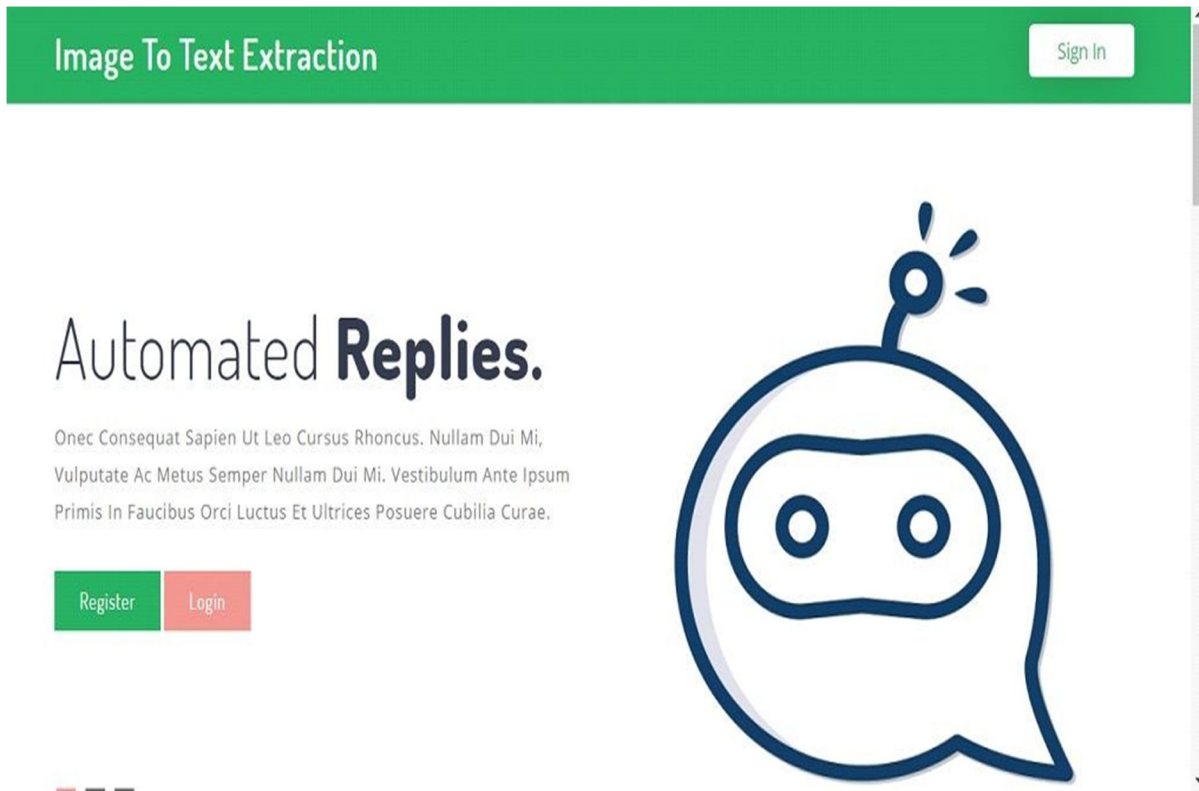 Image To Text Extraction
Sign In
Automated Replies.
Onec Consequat Sapien Ut Leo Cursus Rhoncus. Nullam Dui Mi,
Vulputate Ac Metus Semper Nullam Dui Mi. Vestibulum Ante Ipsum
Primis In Faucibus Orci Luctus Et Ultrices Posuere Cubilia Curae.
Register
Login